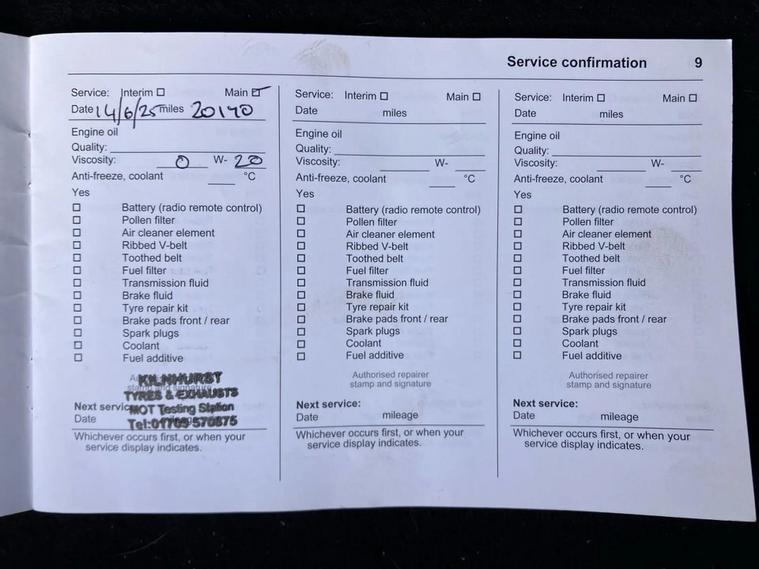 Service confirmation 9
Service: Interim ☐ Main ☑
Date 14/6/25 miles 20170
Engine oil
Quality:
Viscosity: 0 W- 20
Anti-freeze, coolant °C
Yes
☐ Battery (radio remote control)
☐ Pollen filter
☐ Air cleaner element
☐ Ribbed V-belt
☐ Toothed belt
☐ Fuel filter
☐ Transmission fluid
☐ Brake fluid
☐ Tyre repair kit
☐ Brake pads front / rear
☐ Spark plugs
☐ Coolant
☐ Fuel additive
KILNHURST
stamp and signature
TYRES & EXHAUSTS
Next service:
MOT Testing Station
Date
Tel:01709 570875
Whichever occurs first, or when your
service display indicates.
Service: Interim ☐ Main ☐
Date miles
Engine oil
Quality:
Viscosity: W-
Anti-freeze, coolant °C
Yes
☐ Battery (radio remote control)
☐ Pollen filter
☐ Air cleaner element
☐ Ribbed V-belt
☐ Toothed belt
☐ Fuel filter
☐ Transmission fluid
☐ Brake fluid
☐ Tyre repair kit
☐ Brake pads front / rear
☐ Spark plugs
☐ Coolant
☐ Fuel additive
Authorised repairer
stamp and signature
Next service:
Date mileage
Whichever occurs first, or when your
service display indicates.
Service: Interim ☐ Main ☐
Date miles
Engine oil
Quality:
Viscosity: W-
Anti-freeze, coolant °C
Yes
☐ Battery (radio remote control)
☐ Pollen filter
☐ Air cleaner element
☐ Ribbed V-belt
☐ Toothed belt
☐ Fuel filter
☐ Transmission fluid
☐ Brake fluid
☐ Tyre repair kit
☐ Brake pads front / rear
☐ Spark plugs
☐ Coolant
☐ Fuel additive
Authorised repairer
stamp and signature
Next service:
Date mileage
Whichever occurs first, or when your
service display indicates.